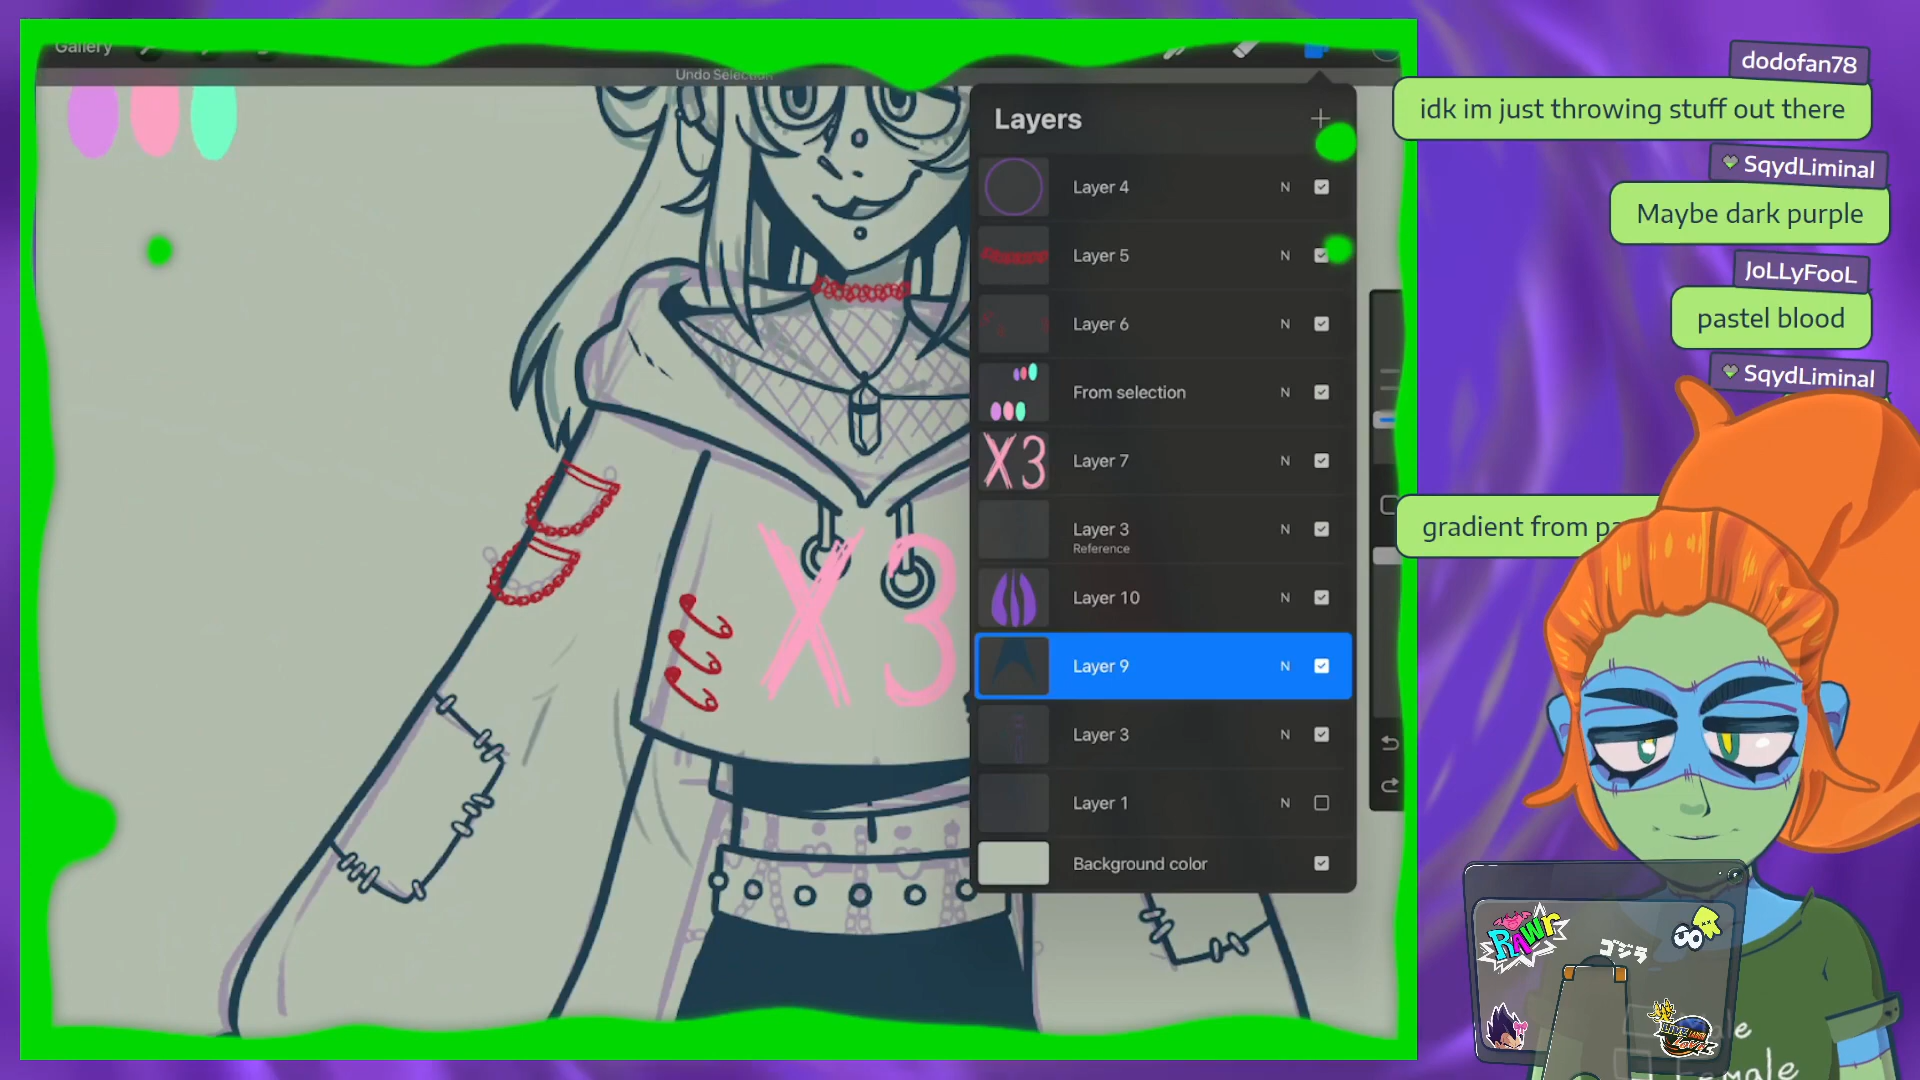 Gallery
Undo Selection
Layers
Layer 4
N
Layer 5
N
Layer 6
N
From selection
N
Layer 7
N
Layer 3
Reference
N
Layer 10
N
Layer 9
N
Layer 3
N
Layer 1
N
Background color
X3
X3
dodofan78
idk im just throwing stuff out there
SqydLiminal
Maybe dark purple
JoLLyFooL
pastel blood
SqydLiminal
gradient from
RAWr
ゴジラ